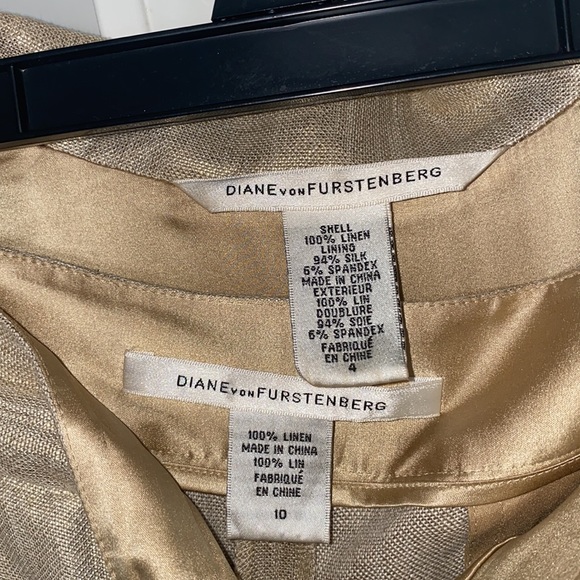 DIANE VON FURSTENBERG
SHELL
100% LINEN
LINING
94% SILK
6% SPANDEX
MADE IN CHINA
EXTERIEUR
100% LIN
DOUBLURE
94% SOIE
6% SPANDEX
FABRIQUÉ
EN CHINE
4
DIANE VON FURSTENBERG
100% LINEN
MADE IN CHINA
100% LIN
FABRIQUÉ
EN CHINE
10